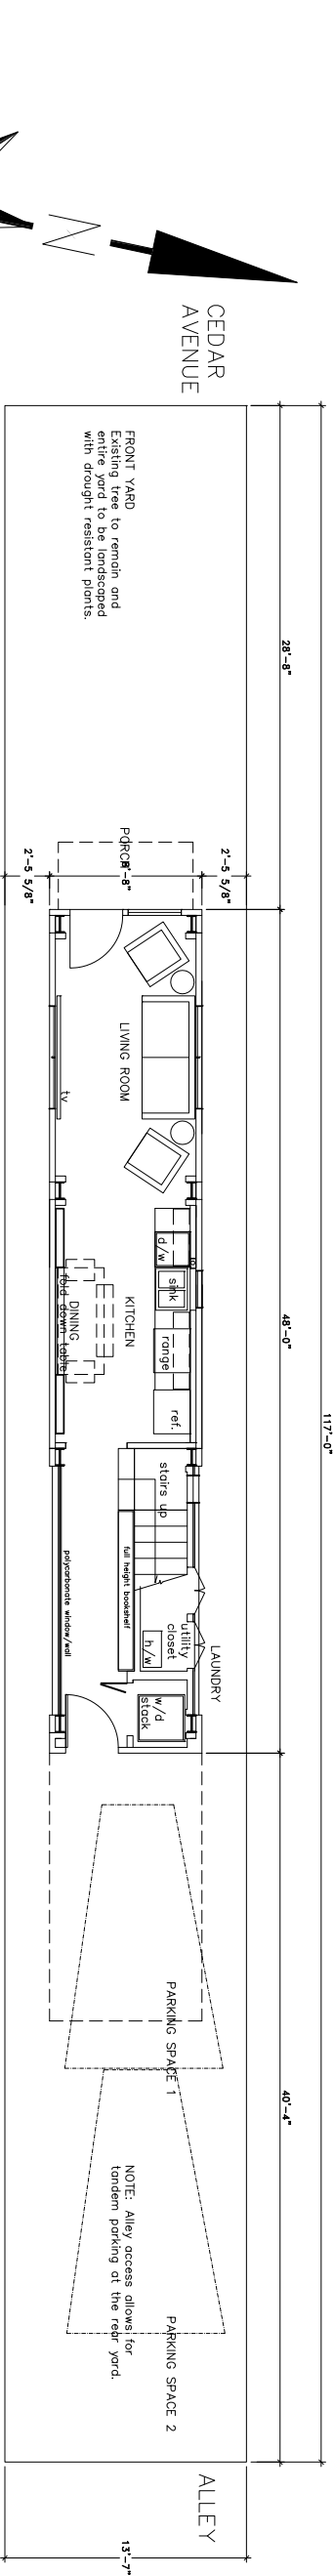 N
CEDAR
AVENUE
FRONT YARD
Existing tree to remain and
entire yard to be landscaped
with drought resistant plants.
28'-8"
48'-0"
117'-0"
40'-4"
2'-5 5/8"
2'-5 5/8"
PORCH
8'-8"
LIVING ROOM
tv
d/w
sink
range
ref.
KITCHEN
DINING
fold down table
stairs up
full height bookshelf
polycarbonate window/wall
utility
closet
h/w
LAUNDRY
w/d
stack
PARKING SPACE 1
PARKING SPACE 2
NOTE: Alley access allows for
tandem parking at the rear yard.
ALLEY
13'-7"